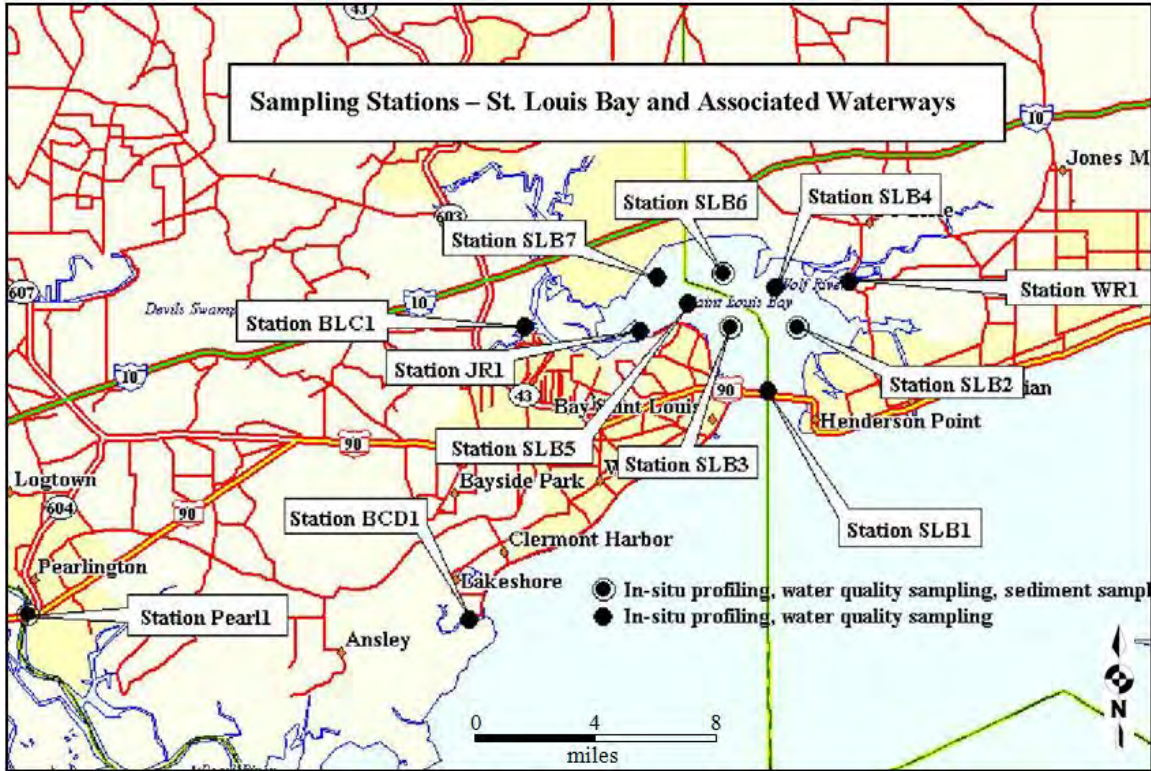 43
Sampling Stations – St. Louis Bay and Associated Waterways
10
Jones M
Station SLB6
Station SLB4
603
Station SLB7
607
Devils Swamp
10
Wolf River
Saint Louis Bay
Station WR1
Station BLC1
Station JR1
10
43
90
Station SLB2
ian
Bay Saint Louis
Henderson Point
Station SLB5
90
Station SLB3
W
Logtown
Bayside Park
604
90
Station BCD1
Station SLB1
Clermont Harbor
Pearlington
Lakeshore
In-situ profiling, water quality sampling, sediment sampl
Station Pearl1
In-situ profiling, water quality sampling
Ansley
N
0 4 8
miles